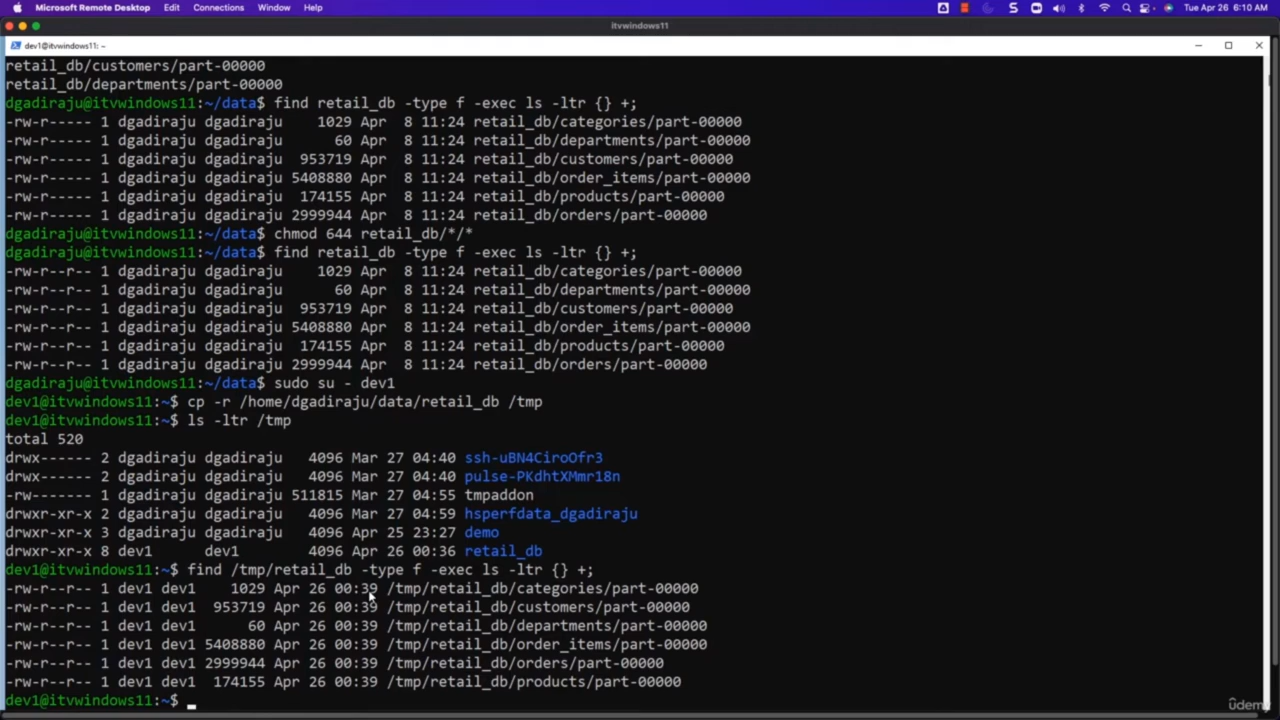 Microsoft Remote Desktop Edit Connections Window Help Tue Apr 26 6:10 AM
itvwindows11
dev1@itvwindows11: ~
retail_db/customers/part-00000
retail_db/departments/part-00000
dgadiraju@itvwindows11:~/data$ find retail_db -type f -exec ls -ltr {} +;
-rw-r----- 1 dgadiraju dgadiraju 1029 Apr 8 11:24 retail_db/categories/part-00000
-rw-r----- 1 dgadiraju dgadiraju 60 Apr 8 11:24 retail_db/departments/part-00000
-rw-r----- 1 dgadiraju dgadiraju 953719 Apr 8 11:24 retail_db/customers/part-00000
-rw-r----- 1 dgadiraju dgadiraju 5408880 Apr 8 11:24 retail_db/order_items/part-00000
-rw-r----- 1 dgadiraju dgadiraju 174155 Apr 8 11:24 retail_db/products/part-00000
-rw-r----- 1 dgadiraju dgadiraju 2999944 Apr 8 11:24 retail_db/orders/part-00000
dgadiraju@itvwindows11:~/data$ chmod 644 retail_db/*/*
dgadiraju@itvwindows11:~/data$ find retail_db -type f -exec ls -ltr {} +;
-rw-r--r-- 1 dgadiraju dgadiraju 1029 Apr 8 11:24 retail_db/categories/part-00000
-rw-r--r-- 1 dgadiraju dgadiraju 60 Apr 8 11:24 retail_db/departments/part-00000
-rw-r--r-- 1 dgadiraju dgadiraju 953719 Apr 8 11:24 retail_db/customers/part-00000
-rw-r--r-- 1 dgadiraju dgadiraju 5408880 Apr 8 11:24 retail_db/order_items/part-00000
-rw-r--r-- 1 dgadiraju dgadiraju 174155 Apr 8 11:24 retail_db/products/part-00000
-rw-r--r-- 1 dgadiraju dgadiraju 2999944 Apr 8 11:24 retail_db/orders/part-00000
dgadiraju@itvwindows11:~/data$ sudo su - dev1
dev1@itvwindows11:~$ cp -r /home/dgadiraju/data/retail_db /tmp
dev1@itvwindows11:~$ ls -ltr /tmp
total 520
drwx------ 2 dgadiraju dgadiraju 4096 Mar 27 04:40 ssh-uBN4CiroOfr3
drwx------ 2 dgadiraju dgadiraju 4096 Mar 27 04:40 pulse-PKdhtXMmr18n
-rw------- 1 dgadiraju dgadiraju 511815 Mar 27 04:55 tmpaddon
drwxr-xr-x 2 dgadiraju dgadiraju 4096 Mar 27 04:59 hsperfdata_dgadiraju
drwxr-xr-x 3 dgadiraju dgadiraju 4096 Apr 25 23:27 demo
drwxr-xr-x 8 dev1 dev1 4096 Apr 26 00:36 retail_db
dev1@itvwindows11:~$ find /tmp/retail_db -type f -exec ls -ltr {} +;
-rw-r--r-- 1 dev1 dev1 1029 Apr 26 00:39 /tmp/retail_db/categories/part-00000
-rw-r--r-- 1 dev1 dev1 953719 Apr 26 00:39 /tmp/retail_db/customers/part-00000
-rw-r--r-- 1 dev1 dev1 60 Apr 26 00:39 /tmp/retail_db/departments/part-00000
-rw-r--r-- 1 dev1 dev1 5408880 Apr 26 00:39 /tmp/retail_db/order_items/part-00000
-rw-r--r-- 1 dev1 dev1 2999944 Apr 26 00:39 /tmp/retail_db/orders/part-00000
-rw-r--r-- 1 dev1 dev1 174155 Apr 26 00:39 /tmp/retail_db/products/part-00000
dev1@itvwindows11:~$
ûdemy